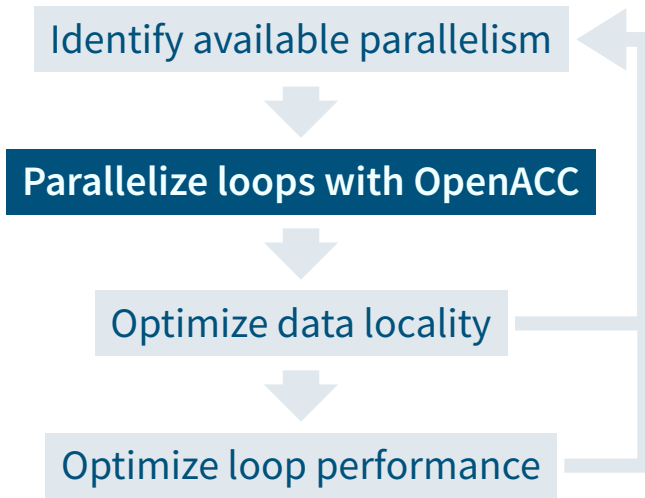 Identify available parallelism
Parallelize loops with OpenACC
Optimize data locality
Optimize loop performance